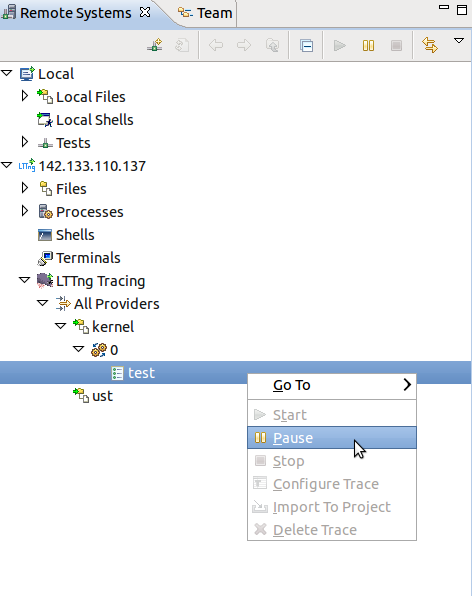 Remote Systems Team
Local
Local Files
Local Shells
Tests
LTTng 142.133.110.137
Files
Processes
Shells
Terminals
LTTng Tracing
All Providers
kernel
0
test
ust
Go To
Start
Pause
Stop
Configure Trace
Import To Project
Delete Trace